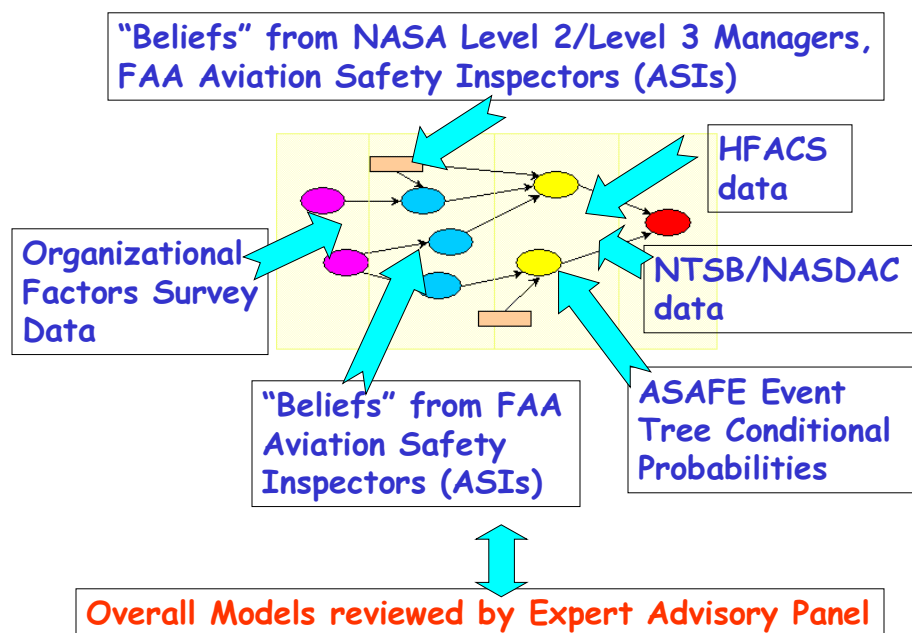 “Beliefs” from NASA Level 2/Level 3 Managers,
FAA Aviation Safety Inspectors (ASIs)
HFACS
data
Organizational
Factors Survey
Data
NTSB/NASDAC
data
“Beliefs” from FAA
Aviation Safety
Inspectors (ASIs)
ASAFE Event
Tree Conditional
Probabilities
Overall Models reviewed by Expert Advisory Panel